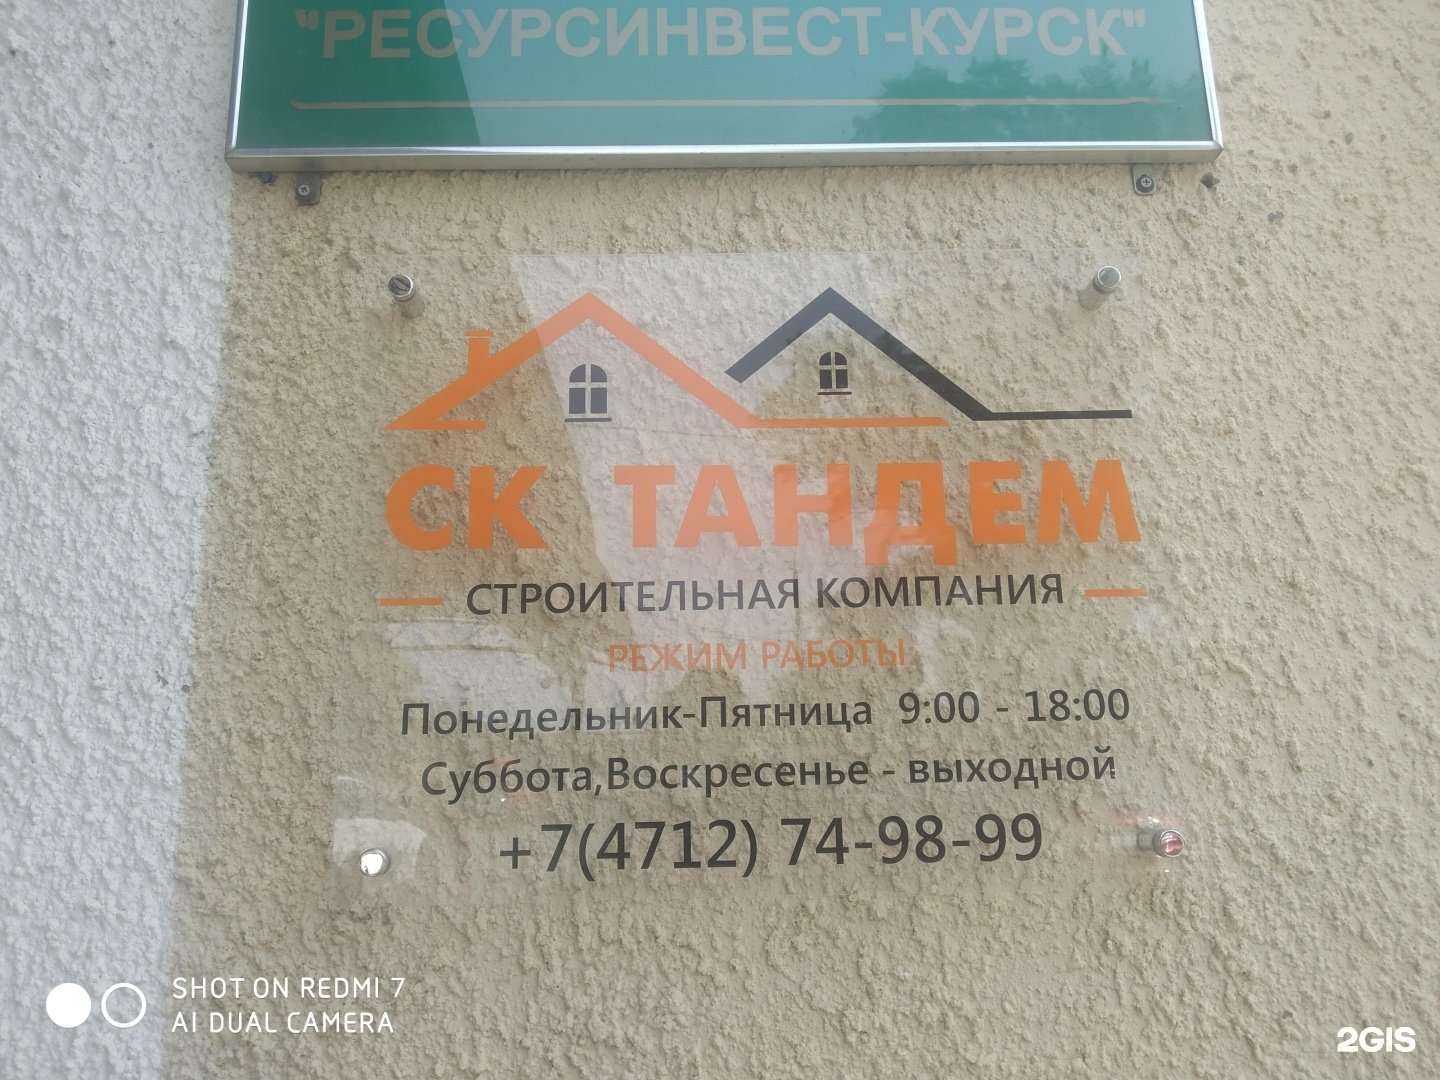 "РЕСУРСИНВЕСТ-КУРСК"
СК ТАНДЕМ
СТРОИТЕЛЬНАЯ КОМПАНИЯ
РЕЖИМ РАБОТЫ
Понедельник-Пятница 9:00 - 18:00
Суббота,Воскресенье - выходной
+7(4712) 74-98-99
SHOT ON REDMI 7
AI DUAL CAMERA
2GIS